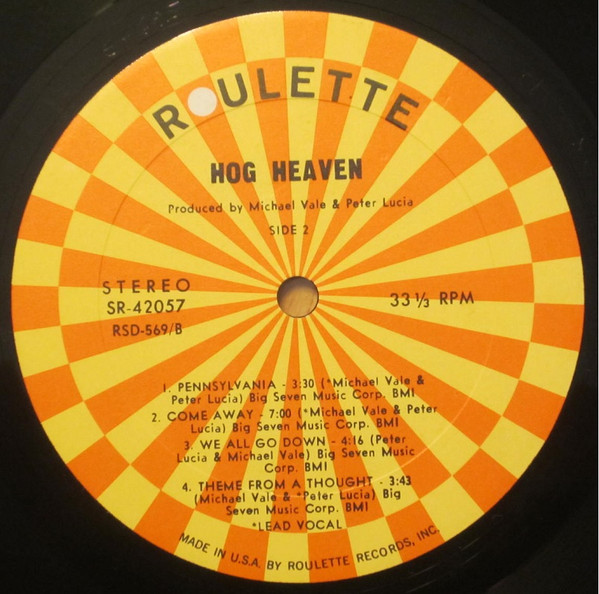 ROULETTE
HOG HEAVEN
Produced by Michael Vale & Peter Lucia
SIDE 2
STEREO
SR-42057
RSD-569/B
33 1/3 RPM
1. PENNSYLVANIA - 3:30 (*Michael Vale &
Peter Lucia) Big Seven Music Corp. BMI
2. COME AWAY - 7:00 (*Michael Vale & Peter
Lucia) Big Seven Music Corp. BMI
3. WE ALL GO DOWN - 4:16 (Peter
Lucia & Michael Vale) Big Seven Music
Corp. BMI
4. THEME FROM A THOUGHT - 3:43
(Michael Vale & *Peter Lucia) Big
Seven Music Corp. BMI
*LEAD VOCAL
MADE IN U.S.A. BY ROULETTE RECORDS, INC.